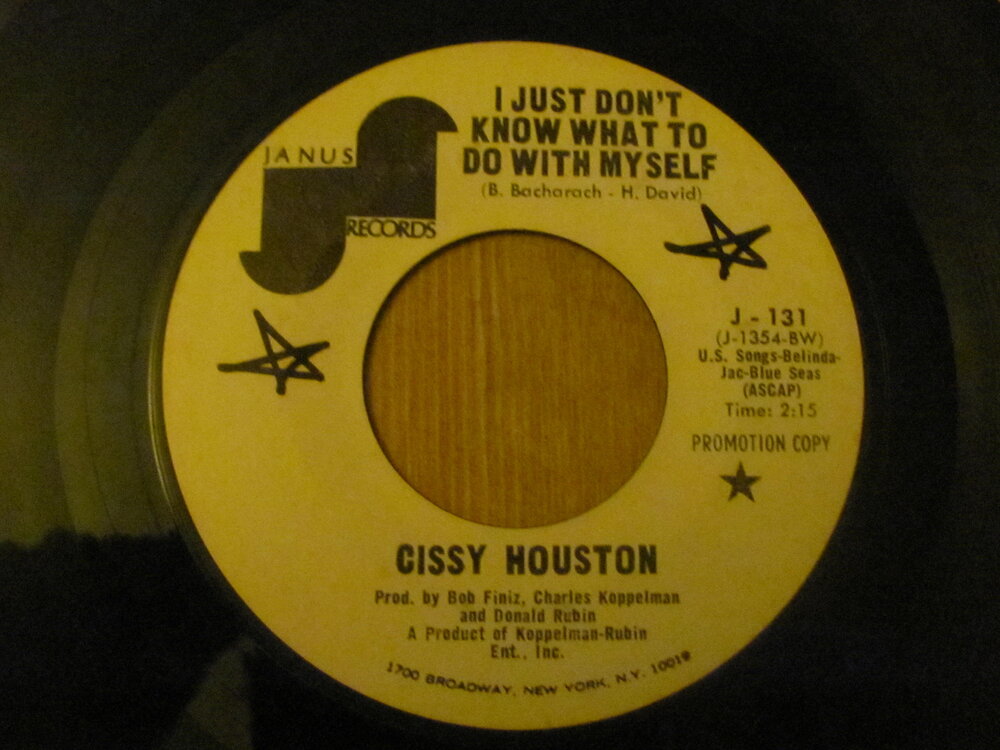 JANUS
RECORDS
I JUST DON'T
KNOW WHAT TO
DO WITH MYSELF
(B. Bacharach - H. David)
J - 131
(J-1354-BW)
U.S. Songs-Belinda-
Jac-Blue Seas
(ASCAP)
Time: 2:15
PROMOTION COPY
CISSY HOUSTON
Prod. by Bob Finiz, Charles Koppelman
and Donald Rubin
A Product of Koppelman-Rubin
Ent., Inc.
1700 BROADWAY, NEW YORK, N.Y. 10019